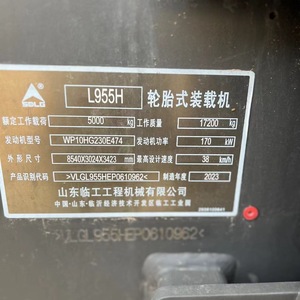 SDLG
L955H 轮胎式装载机
额定工作载荷 5000 kg 工作质量 17200 kg
发动机型号 WP10HG230E474 发动机功率 170 kW
外形尺寸 8540X3024X3423 mm 最高设计速度 38 km/h
产品识别代码 >VLGL955HEP0610962< 制造年度 2023
山东临工工程机械有限公司
中国·山东·临沂经济技术开发区临工工业园
>VLGL955HEP0610962<